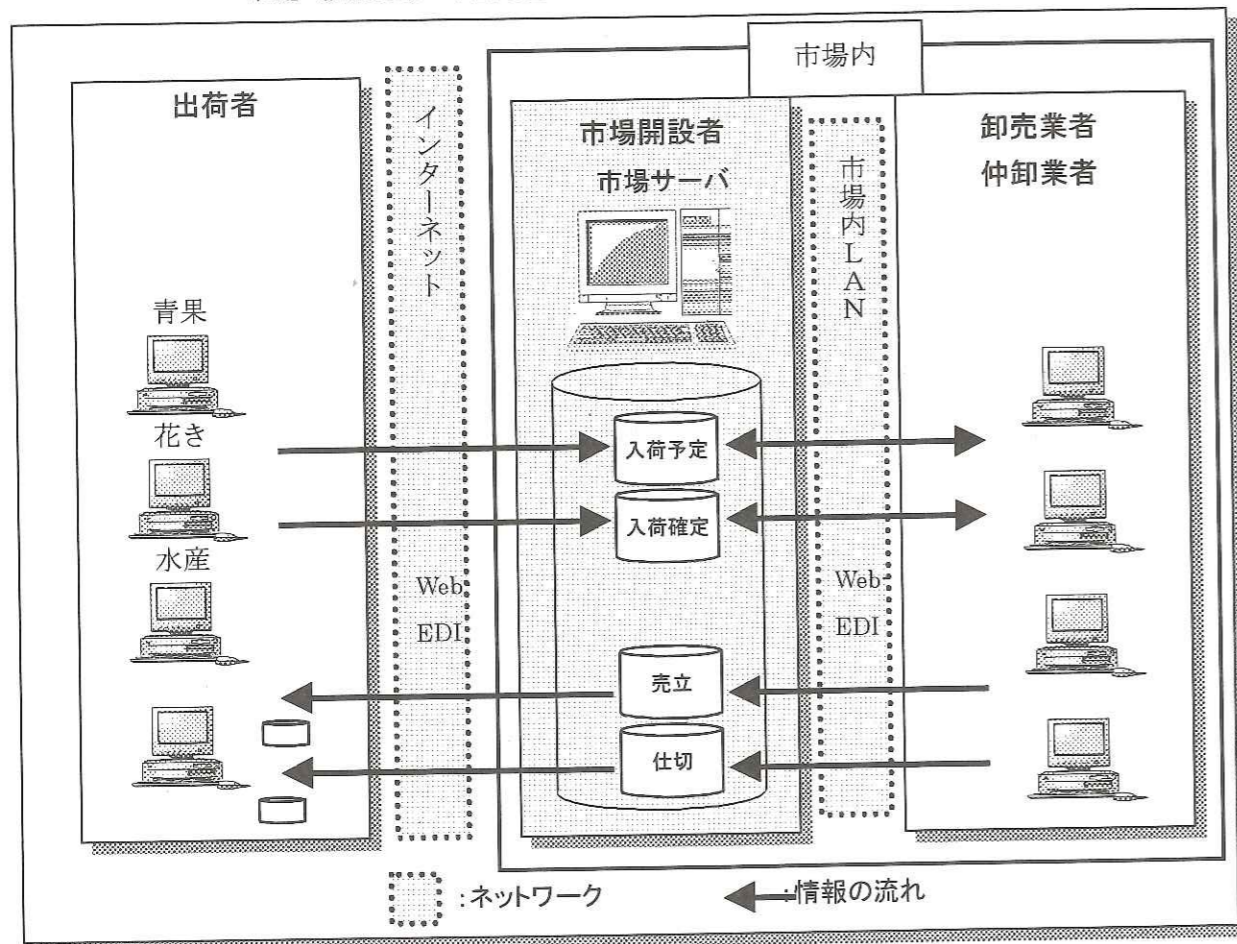 市場内
出荷者
青果
花き
水産
インターネット
Web
EDI
市場開設者
市場サーバ
入荷予定
入荷確定
売立
仕切
市場内LAN
Web
EDI
卸売業者
仲卸業者
:ネットワーク
:情報の流れ